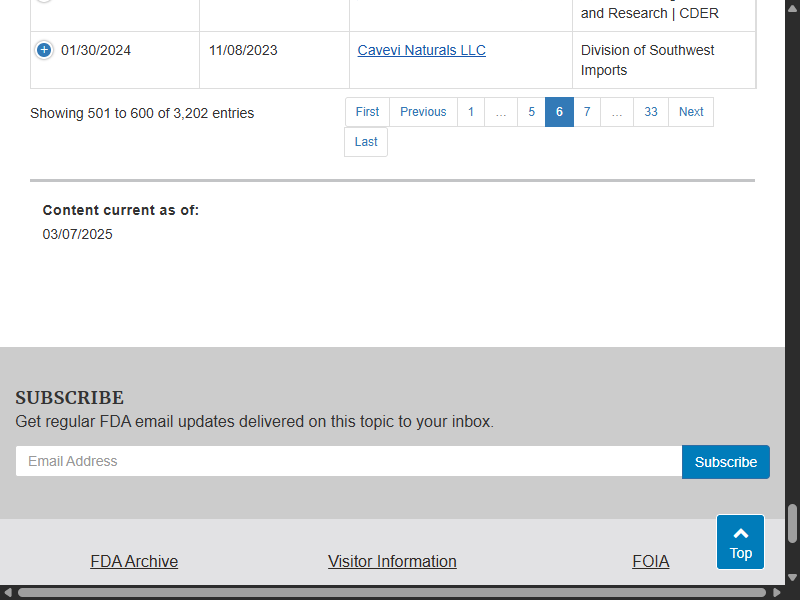 and Research | CDER
01/30/2024 11/08/2023 Cavevi Naturals LLC Division of Southwest
Imports
Showing 501 to 600 of 3,202 entries
First Previous 1 … 5 6 7 … 33 Next
Last
Content current as of:
03/07/2025
SUBSCRIBE
Get regular FDA email updates delivered on this topic to your inbox.
Email Address Subscribe
Top
FDA Archive Visitor Information FOIA